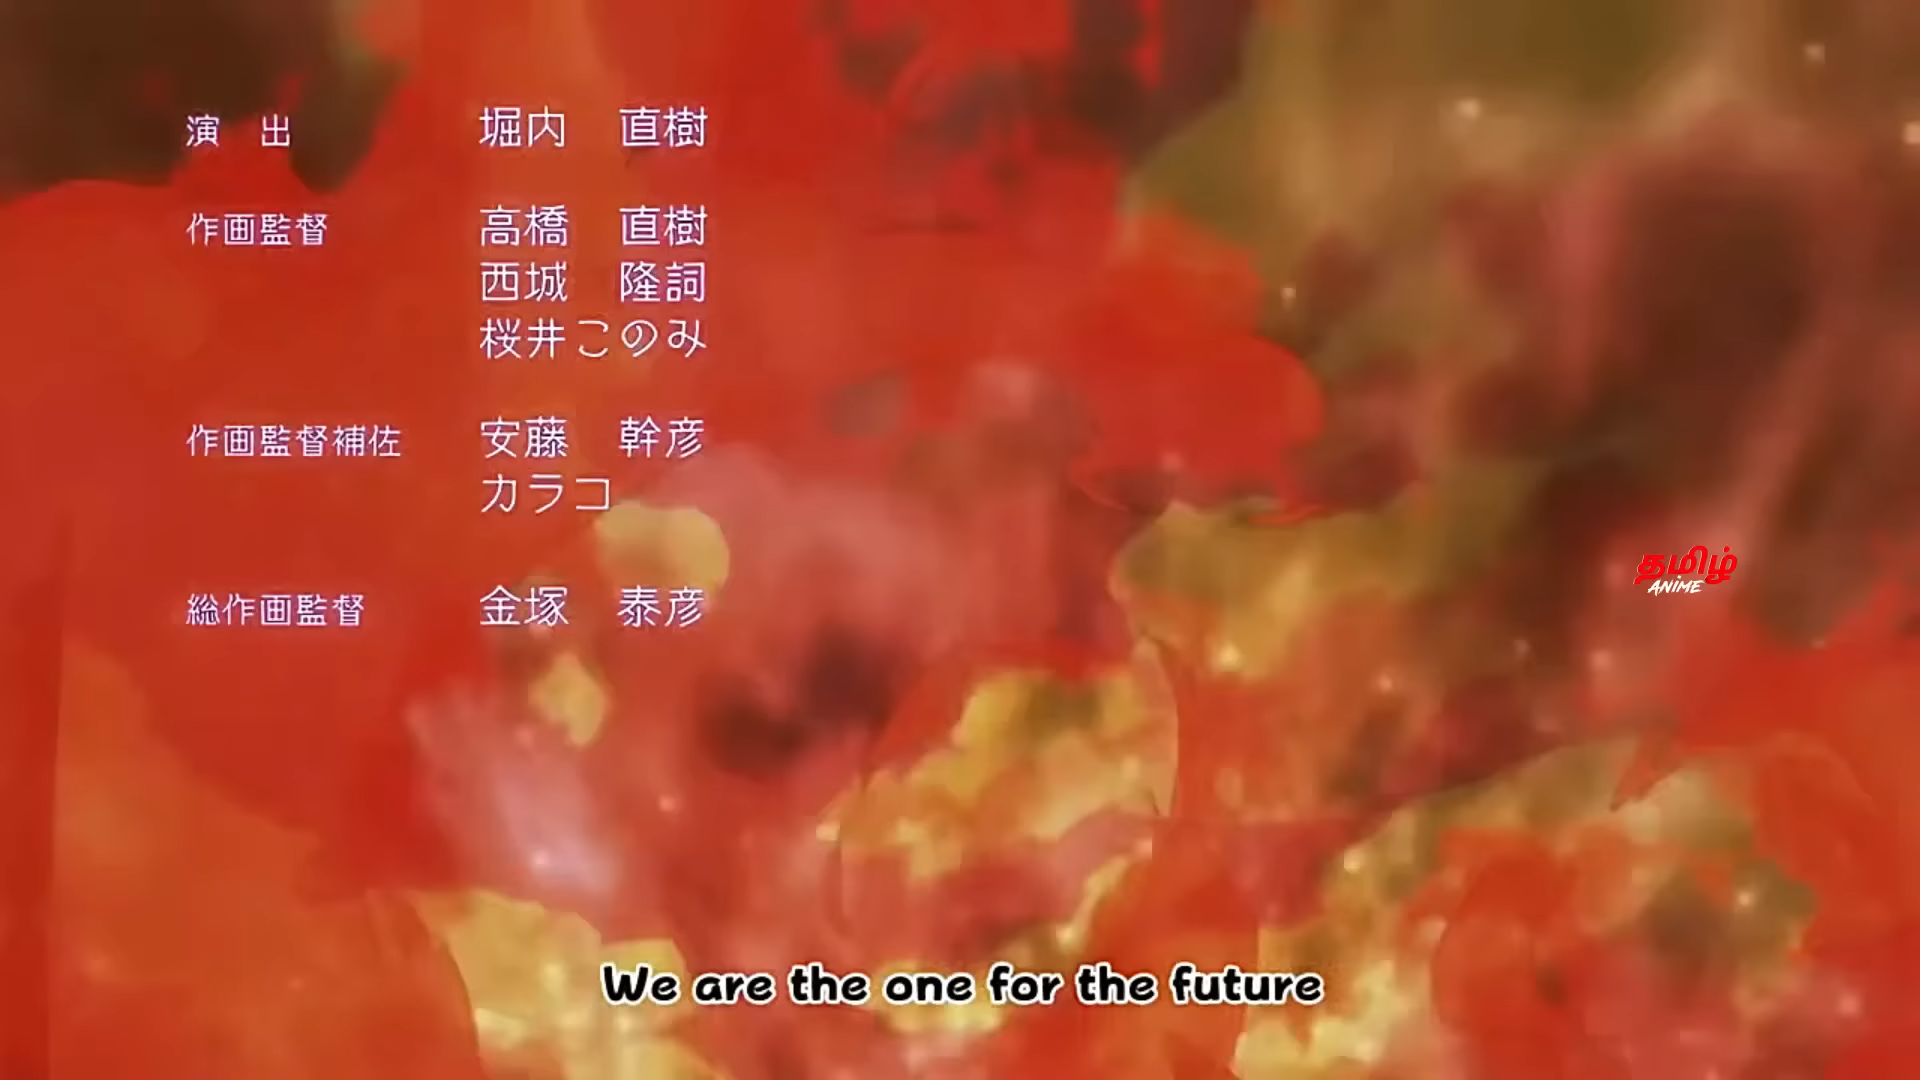 演 出 堀内 直樹
作画監督 高橋 直樹
西城 隆詞
桜井このみ
作画監督補佐 安藤 幹彦
カラコ
総作画監督 金塚 泰彦
தமிழ்
ANIME
We are the one for the future